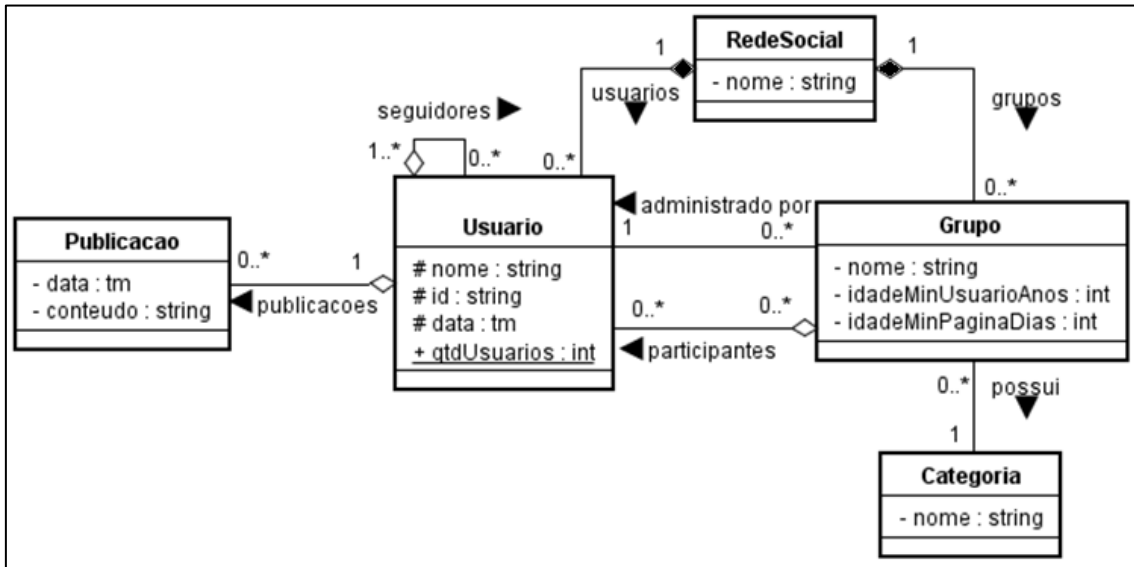 RedeSocial
- nome : string
1
1
usuarios
grupos
seguidores
1..*
0..*
0..*
0..*
Publicacao
- data : tm
- conteudo : string
0..*
1
publicacoes
Usuario
# nome : string
# id : string
# data : tm
+ qtdUsuarios : int
administrado por
1
0..*
0..*
0..*
participantes
Grupo
- nome : string
- idadeMinUsuarioAnos : int
- idadeMinPaginaDias : int
0..*
possui
1
Categoria
- nome : string